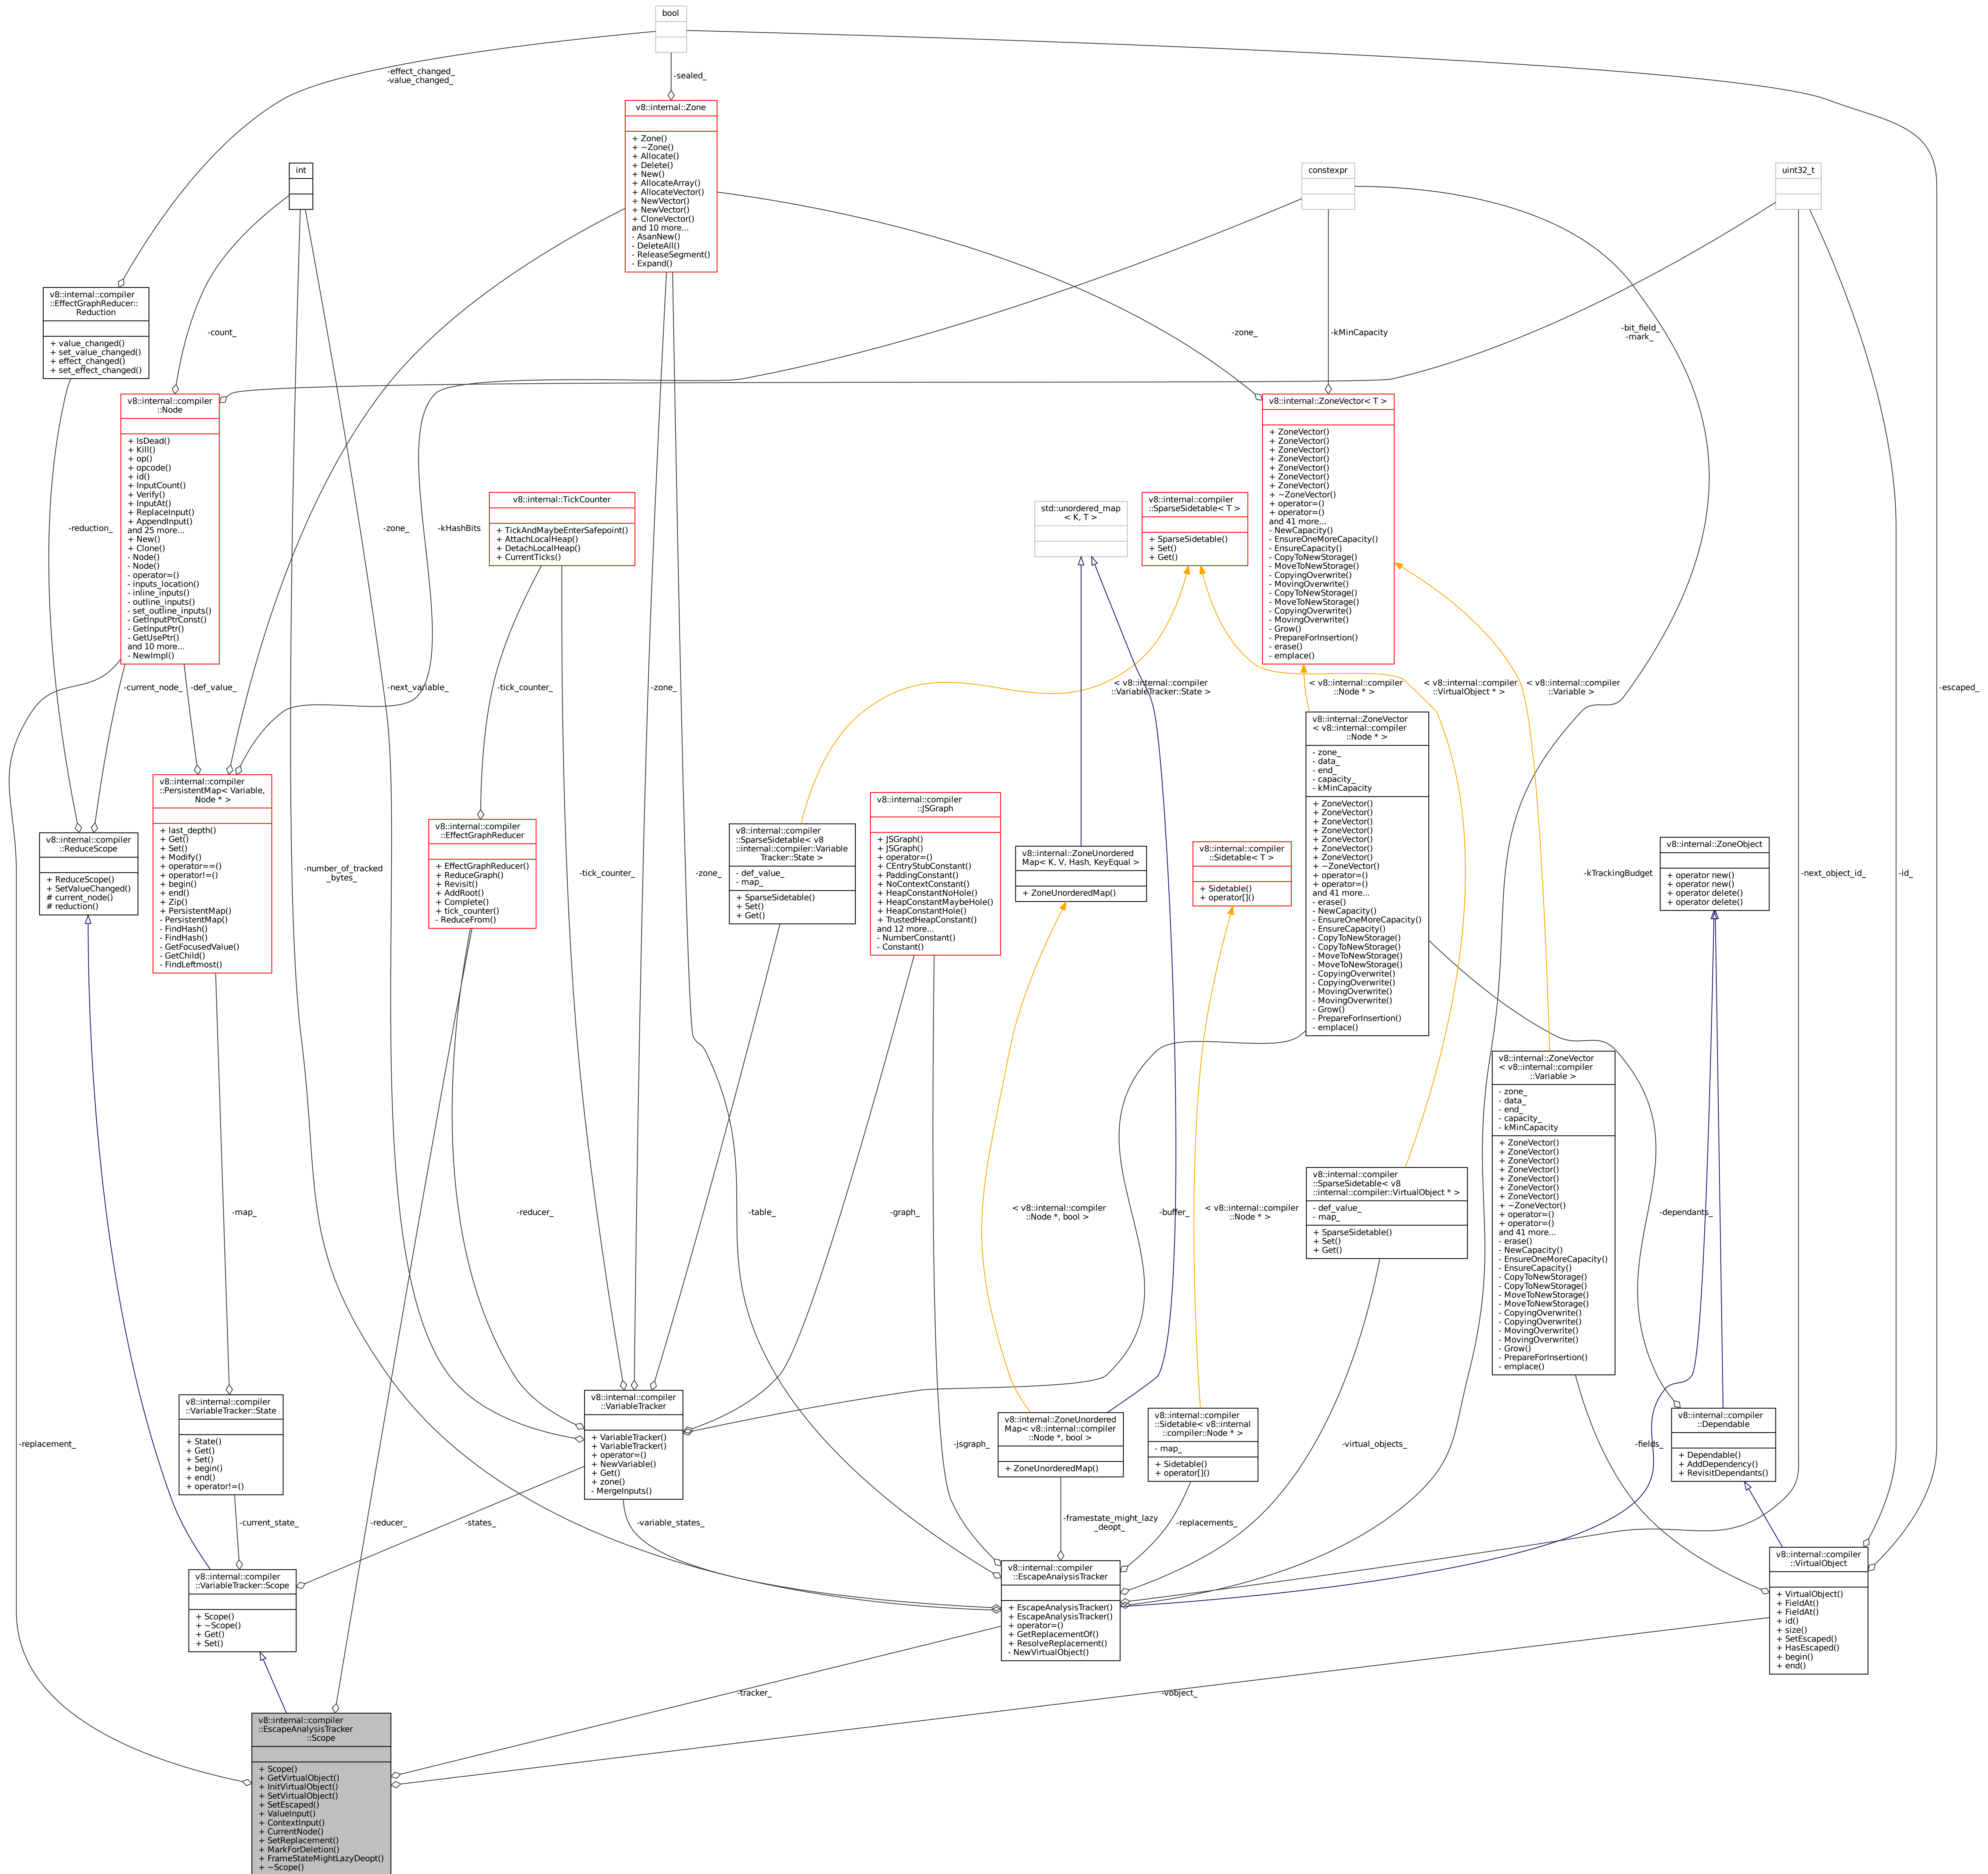 bool
-effect_changed_
-value_changed_
-sealed_
v8::internal::Zone
+ Zone()
+ ~Zone()
+ Allocate()
+ Delete()
+ New()
+ AllocateArray()
+ AllocateVector()
+ NewVector()
+ NewVector()
+ CloneVector()
and 10 more...
- AsanNew()
- DeleteAll()
- ReleaseSegment()
- Expand()
int
constexpr
uint32_t
v8::internal::compiler
::EffectGraphReducer::
Reduction
+ value_changed()
+ set_value_changed()
+ effect_changed()
+ set_effect_changed()
-count_
-zone_
-kMinCapacity
-bit_field_
-mark_
v8::internal::compiler
::Node
+ IsDead()
+ Kill()
+ op()
+ opcode()
+ id()
+ InputCount()
+ Verify()
+ InputAt()
+ ReplaceInput()
+ AppendInput()
and 25 more...
+ New()
+ Clone()
- Node()
- Node()
- operator=()
- inputs_location()
- inline_inputs()
- outline_inputs()
- set_outline_inputs()
- GetInputPtrConst()
- GetInputPtr()
- GetUsePtr()
and 10 more...
- NewImpl()
v8::internal::ZoneVector< T >
+ ZoneVector()
+ ZoneVector()
+ ZoneVector()
+ ZoneVector()
+ ZoneVector()
+ ZoneVector()
+ ZoneVector()
+ ~ZoneVector()
+ operator=()
+ operator=()
and 41 more...
- NewCapacity()
- EnsureOneMoreCapacity()
- EnsureCapacity()
- CopyToNewStorage()
- MoveToNewStorage()
- CopyingOverwrite()
- MovingOverwrite()
- CopyToNewStorage()
- MoveToNewStorage()
- CopyingOverwrite()
- MovingOverwrite()
- Grow()
- PrepareForInsertion()
- erase()
- emplace()
-reduction_
-zone_
-kHashBits
v8::internal::TickCounter
+ TickAndMaybeEnterSafepoint()
+ AttachLocalHeap()
+ DetachLocalHeap()
+ CurrentTicks()
std::unordered_map
< K, T >
v8::internal::compiler
::SparseSidetable< T >
+ SparseSidetable()
+ Set()
+ Get()
-current_node_
-def_value_
-next_variable_
-tick_counter_
-zone_
< v8::internal::compiler
::VariableTracker::State >
< v8::internal::compiler
::Node * >
< v8::internal::compiler
::VirtualObject * >
< v8::internal::compiler
::Variable >
-escaped_
v8::internal::ZoneVector
< v8::internal::compiler
::Node * >
- zone_
- data_
- end_
- capacity_
- kMinCapacity
+ ZoneVector()
+ ZoneVector()
+ ZoneVector()
+ ZoneVector()
+ ZoneVector()
+ ZoneVector()
+ ZoneVector()
+ ~ZoneVector()
+ operator=()
+ operator=()
and 41 more...
- erase()
- NewCapacity()
- EnsureOneMoreCapacity()
- EnsureCapacity()
- CopyToNewStorage()
- CopyToNewStorage()
- MoveToNewStorage()
- MoveToNewStorage()
- CopyingOverwrite()
- CopyingOverwrite()
- MovingOverwrite()
- MovingOverwrite()
- Grow()
- PrepareForInsertion()
- emplace()
v8::internal::compiler
::ReduceScope
+ ReduceScope()
+ SetValueChanged()
# current_node()
# reduction()
v8::internal::compiler
::PersistentMap< Variable,
Node * >
+ last_depth()
+ Get()
+ Set()
+ Modify()
+ operator==()
+ operator!=()
+ begin()
+ end()
+ Zip()
+ PersistentMap()
- PersistentMap()
- FindHash()
- FindHash()
- GetFocusedValue()
- GetChild()
- FindLeftmost()
-number_of_tracked
_bytes_
v8::internal::compiler
::EffectGraphReducer
+ EffectGraphReducer()
+ ReduceGraph()
+ Revisit()
+ AddRoot()
+ Complete()
+ tick_counter()
- ReduceFrom()
-tick_counter_
-zone_
v8::internal::compiler
::SparseSidetable< v8
::internal::compiler::Variable
Tracker::State >
- def_value_
- map_
+ SparseSidetable()
+ Set()
+ Get()
v8::internal::compiler
::JSGraph
+ JSGraph()
+ JSGraph()
+ operator=()
+ CEntryStubConstant()
+ PaddingConstant()
+ NoContextConstant()
+ HeapConstantNoHole()
+ HeapConstantMaybeHole()
+ HeapConstantHole()
+ TrustedHeapConstant()
and 12 more...
- NumberConstant()
- Constant()
v8::internal::ZoneUnordered
Map< K, V, Hash, KeyEqual >
+ ZoneUnorderedMap()
v8::internal::compiler
::Sidetable< T >
+ Sidetable()
+ operator[]()
-kTrackingBudget
v8::internal::ZoneObject
+ operator new()
+ operator new()
+ operator delete()
+ operator delete()
-next_object_id_
-id_
v8::internal::ZoneVector
< v8::internal::compiler
::Variable >
- zone_
- data_
- end_
- capacity_
- kMinCapacity
+ ZoneVector()
+ ZoneVector()
+ ZoneVector()
+ ZoneVector()
+ ZoneVector()
+ ZoneVector()
+ ZoneVector()
+ ~ZoneVector()
+ operator=()
+ operator=()
and 41 more...
- erase()
- NewCapacity()
- EnsureOneMoreCapacity()
- EnsureCapacity()
- CopyToNewStorage()
- CopyToNewStorage()
- MoveToNewStorage()
- MoveToNewStorage()
- CopyingOverwrite()
- CopyingOverwrite()
- MovingOverwrite()
- MovingOverwrite()
- Grow()
- PrepareForInsertion()
- emplace()
-map_
-reducer_
-table_
-graph_
< v8::internal::compiler
::Node *, bool >
-buffer_
< v8::internal::compiler
::Node * >
v8::internal::compiler
::SparseSidetable< v8
::internal::compiler::VirtualObject * >
- def_value_
- map_
+ SparseSidetable()
+ Set()
+ Get()
-dependants_
v8::internal::compiler
::VariableTracker::State
+ State()
+ Get()
+ Set()
+ begin()
+ end()
+ operator!=()
-replacement_
v8::internal::compiler
::VariableTracker
+ VariableTracker()
+ VariableTracker()
+ operator=()
+ NewVariable()
+ Get()
+ zone()
- MergeInputs()
-jsgraph_
v8::internal::ZoneUnordered
Map< v8::internal::compiler
::Node *, bool >
+ ZoneUnorderedMap()
v8::internal::compiler
::Sidetable< v8::internal
::compiler::Node * >
- map_
+ Sidetable()
+ operator[]()
-virtual_objects_
-fields_
v8::internal::compiler
::Dependable
+ Dependable()
+ AddDependency()
+ RevisitDependants()
-current_state_
-reducer_
-states_
-variable_states_
-framestate_might_lazy
_deopt_
-replacements_
v8::internal::compiler
::VariableTracker::Scope
+ Scope()
+ ~Scope()
+ Get()
+ Set()
v8::internal::compiler
::EscapeAnalysisTracker
+ EscapeAnalysisTracker()
+ EscapeAnalysisTracker()
+ operator=()
+ GetReplacementOf()
+ ResolveReplacement()
- NewVirtualObject()
v8::internal::compiler
::VirtualObject
+ VirtualObject()
+ FieldAt()
+ FieldAt()
+ id()
+ size()
+ SetEscaped()
+ HasEscaped()
+ begin()
+ end()
-tracker_
-vobject_
v8::internal::compiler
::EscapeAnalysisTracker
::Scope
+ Scope()
+ GetVirtualObject()
+ InitVirtualObject()
+ SetVirtualObject()
+ SetEscaped()
+ ValueInput()
+ ContextInput()
+ CurrentNode()
+ SetReplacement()
+ MarkForDeletion()
+ FrameStateMightLazyDeopt()
+ ~Scope()